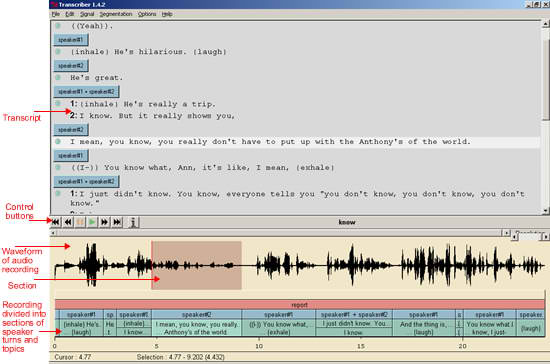 Transcriber 1.4.2
File Edit Signal Segmentation Options Help
((Yeah)).
speaker#1
{inhale} He's hilarious. {laugh}
speaker#2
He's great.
speaker#1 + speaker#2
1: {inhale} He's really a trip.
2: I know. But it really shows you,
speaker#2
I mean, you know, you really don't have to put up with the Anthony's of the world.
speaker#1
((I-)) You know what, Ann, it's like, I mean, {exhale}
speaker#1 + speaker#2
1: I just didn't know. You know, everyone tells you "you don't know, you don't know, you don't
know."
Transcript
Control
buttons
know
Resolution
Waveform
of audio
recording
Section
Recording
divided into
sections of
speaker
turns and
topics
report
speaker#1 sp speaker#1 speaker#2 speaker#1 speaker#1 + speaker#2 speaker#1 s speaker#1 speaker#
{inhale} He's. He {inhale}.. I mean, you know, you really. ((I-)) You know what,. I just didn't know. You. And the thing is, You know what I {laugh}
{laugh} .t I know... Anthony's of the world. {exhale} I know. {laugh} know, I just-
0 5 10 15 20
Cursor : 4.77 Selection : 4.77 - 9.202 (4.432)